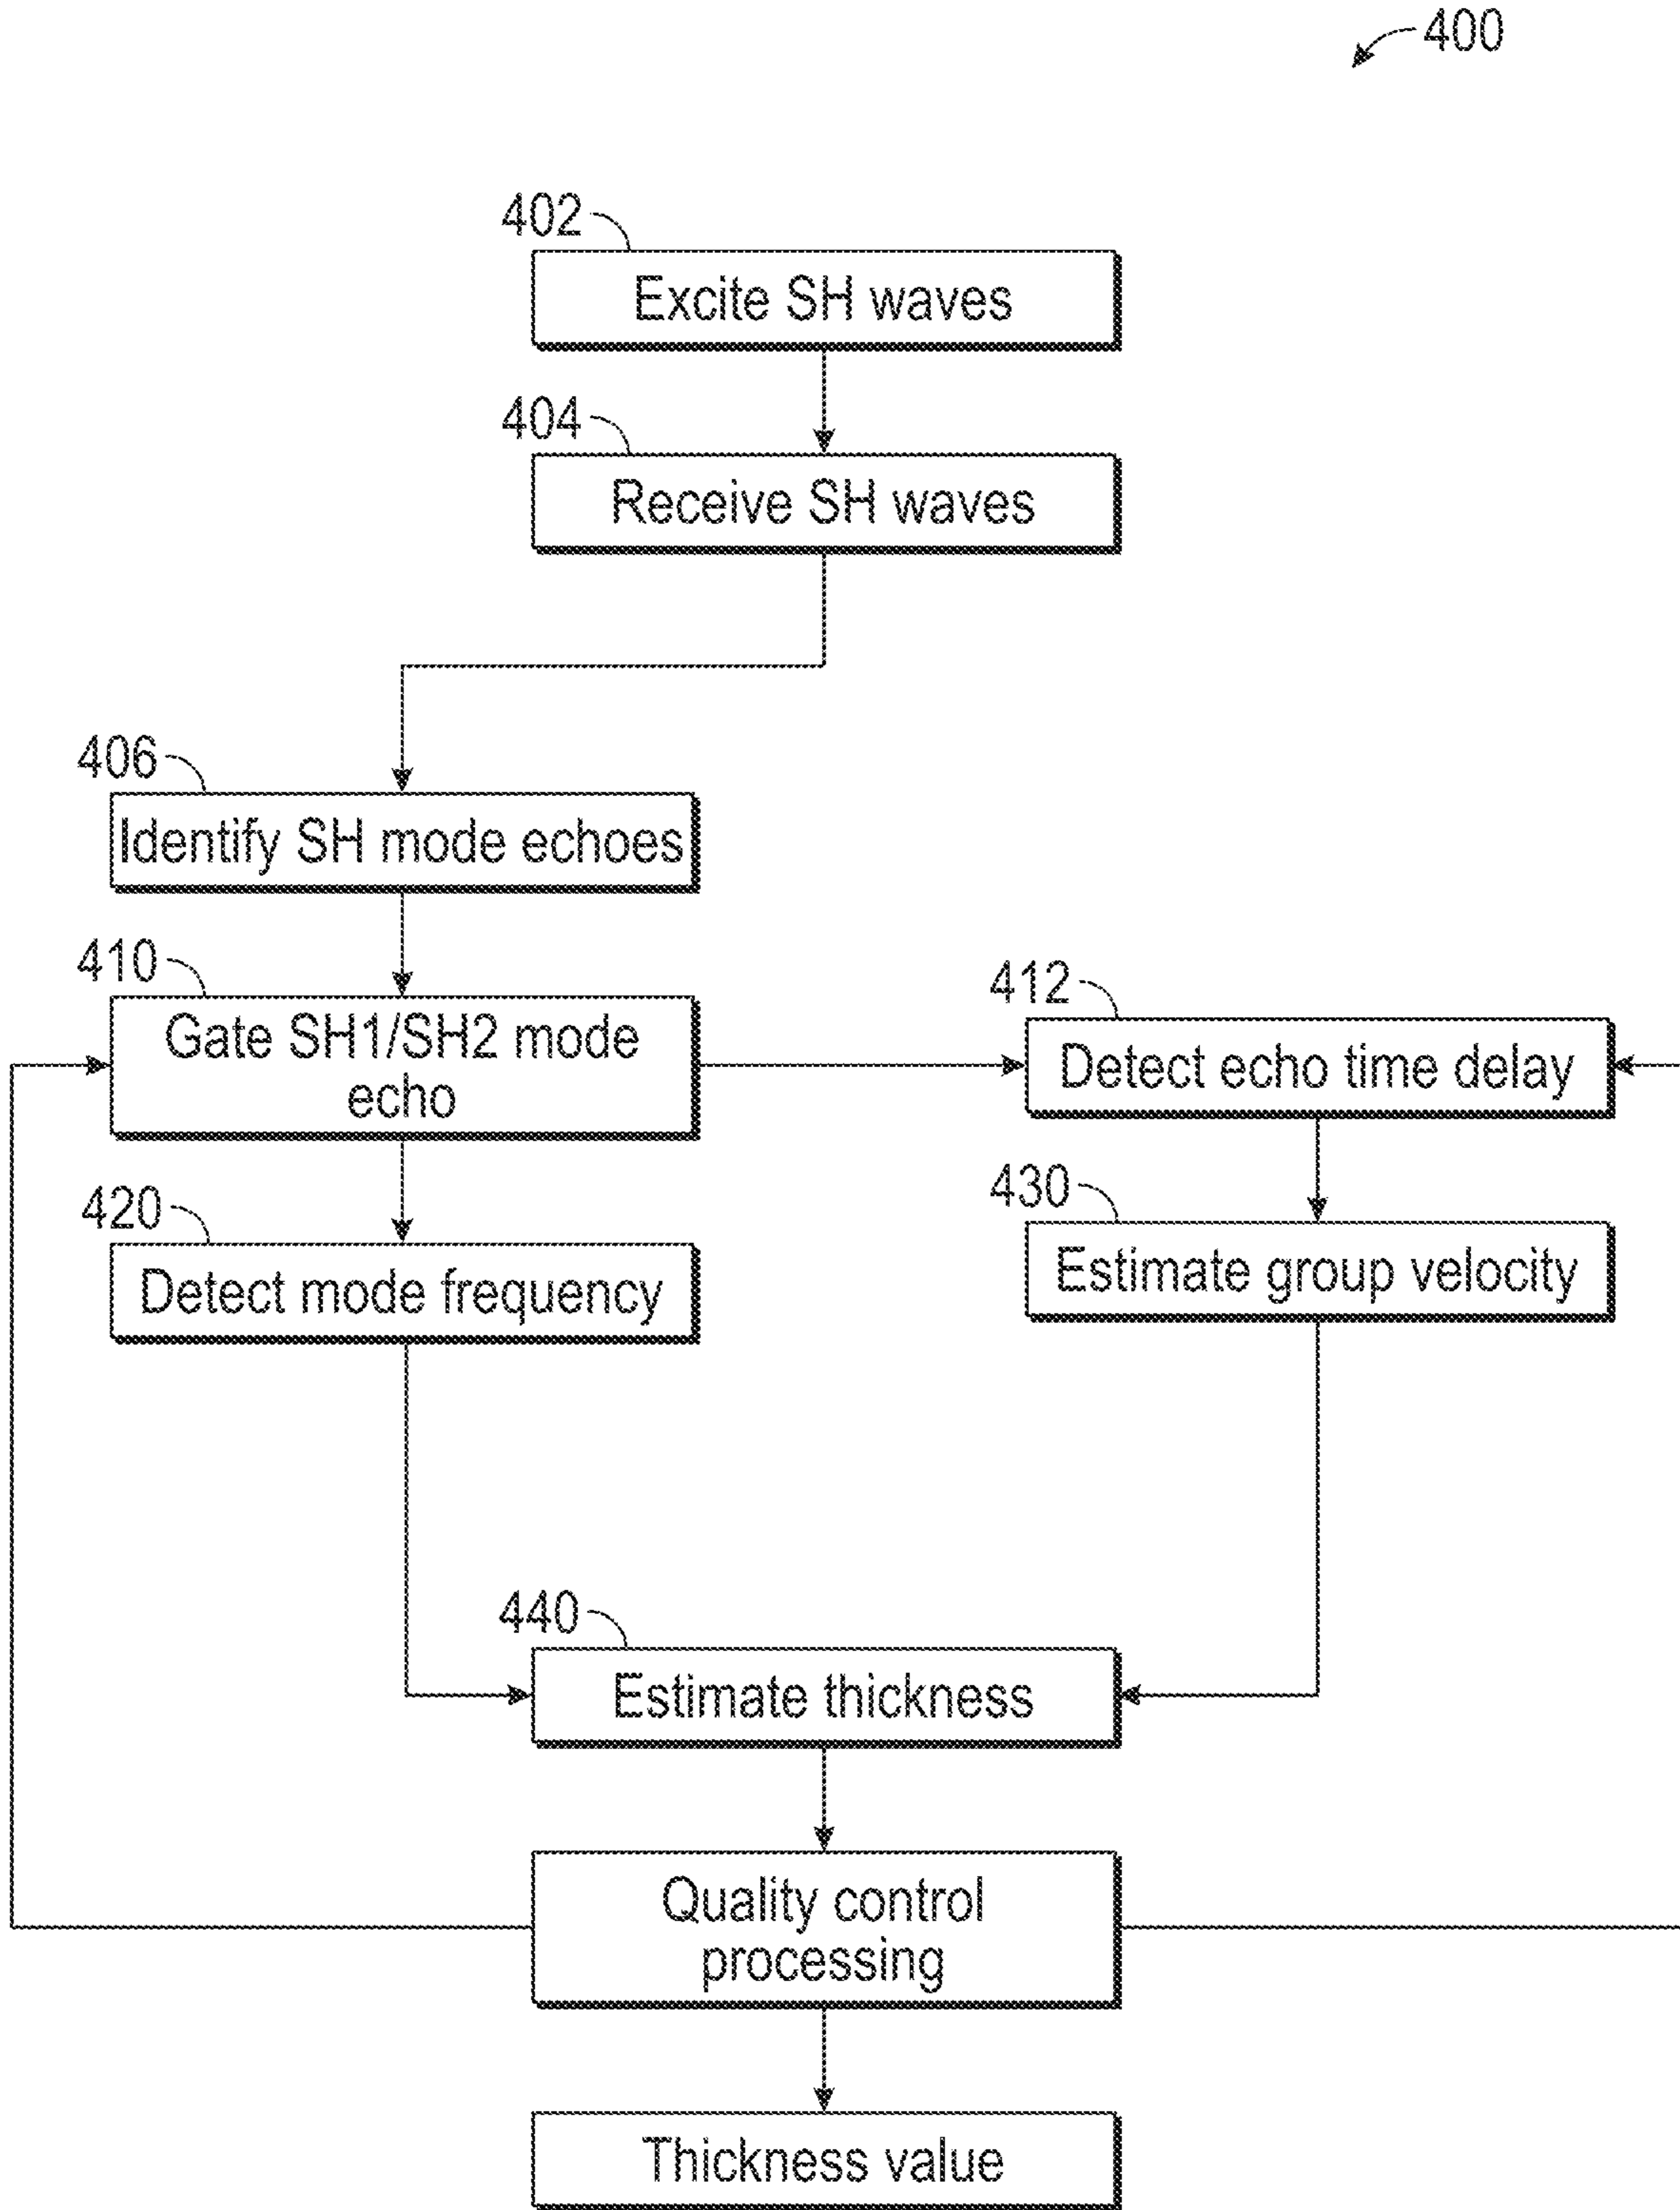 400
402
Excite SH waves
404
Receive SH waves
406
Identify SH mode echoes
410
Gate SH1/SH2 mode
echo
412
Detect echo time delay
420
Detect mode frequency
430
Estimate group velocity
440
Estimate thickness
Quality control
processing
Thickness value